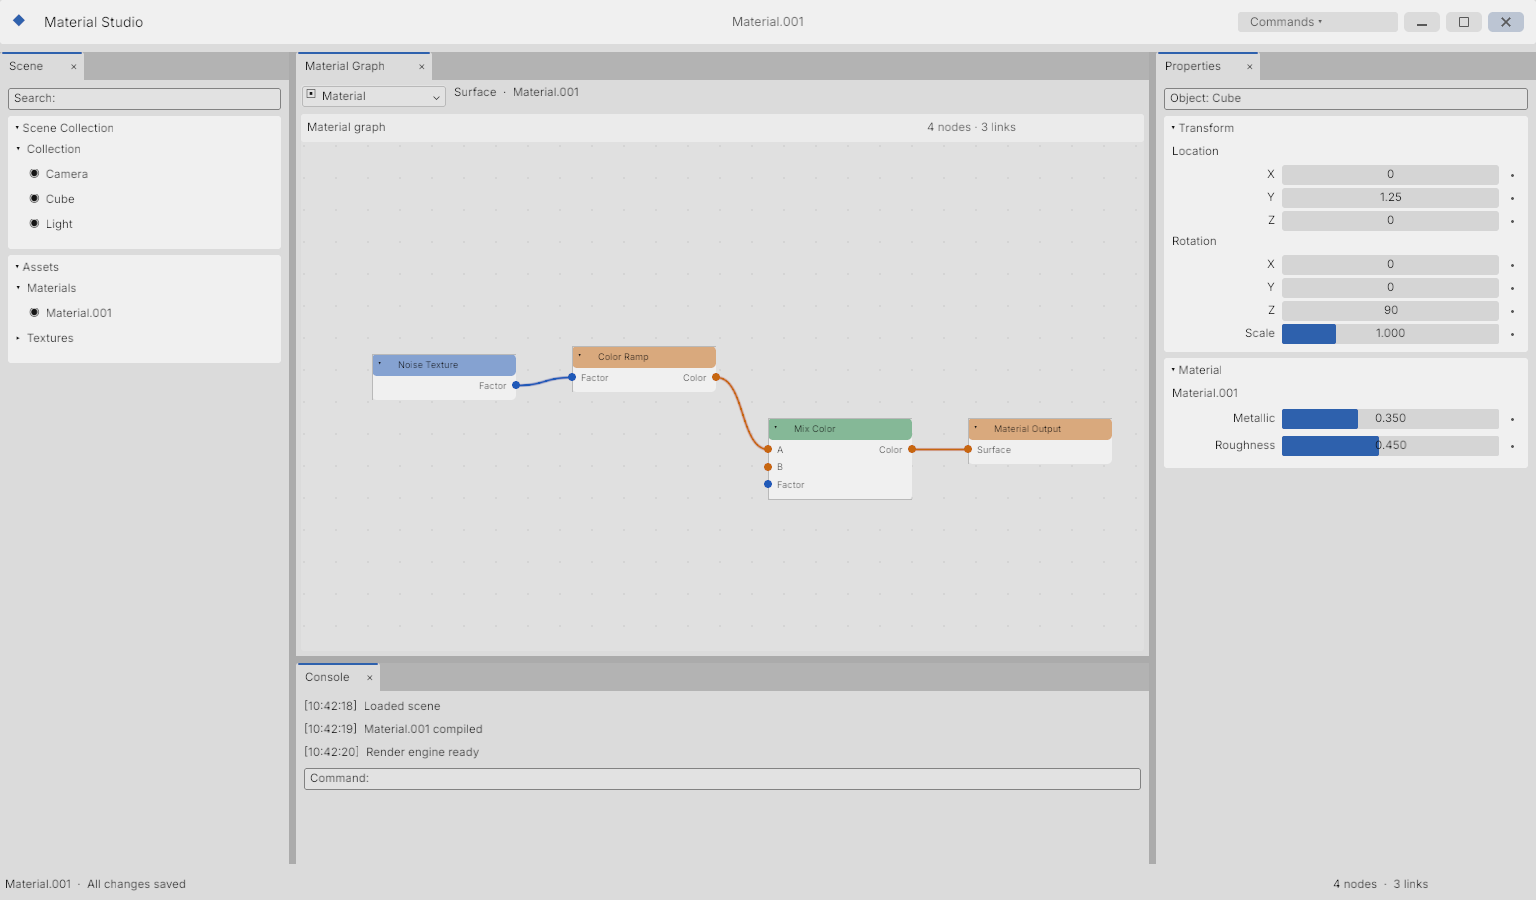 Material Studio
Material.001
Commands
Scene
Search:
Scene Collection
Collection
Camera
Cube
Light
Assets
Materials
Material.001
Textures
Material Graph
Material
Surface · Material.001
Material graph
4 nodes · 3 links
Noise Texture
Factor
Color Ramp
Factor Color
Mix Color
A Color
B
Factor
Material Output
Surface
Console
[10:42:18] Loaded scene
[10:42:19] Material.001 compiled
[10:42:20] Render engine ready
Command:
Properties
Object: Cube
Transform
Location
X 0
Y 1.25
Z 0
Rotation
X 0
Y 0
Z 90
Scale 1.000
Material
Material.001
Metallic 0.350
Roughness 0.450
Material.001 · All changes saved
4 nodes · 3 links